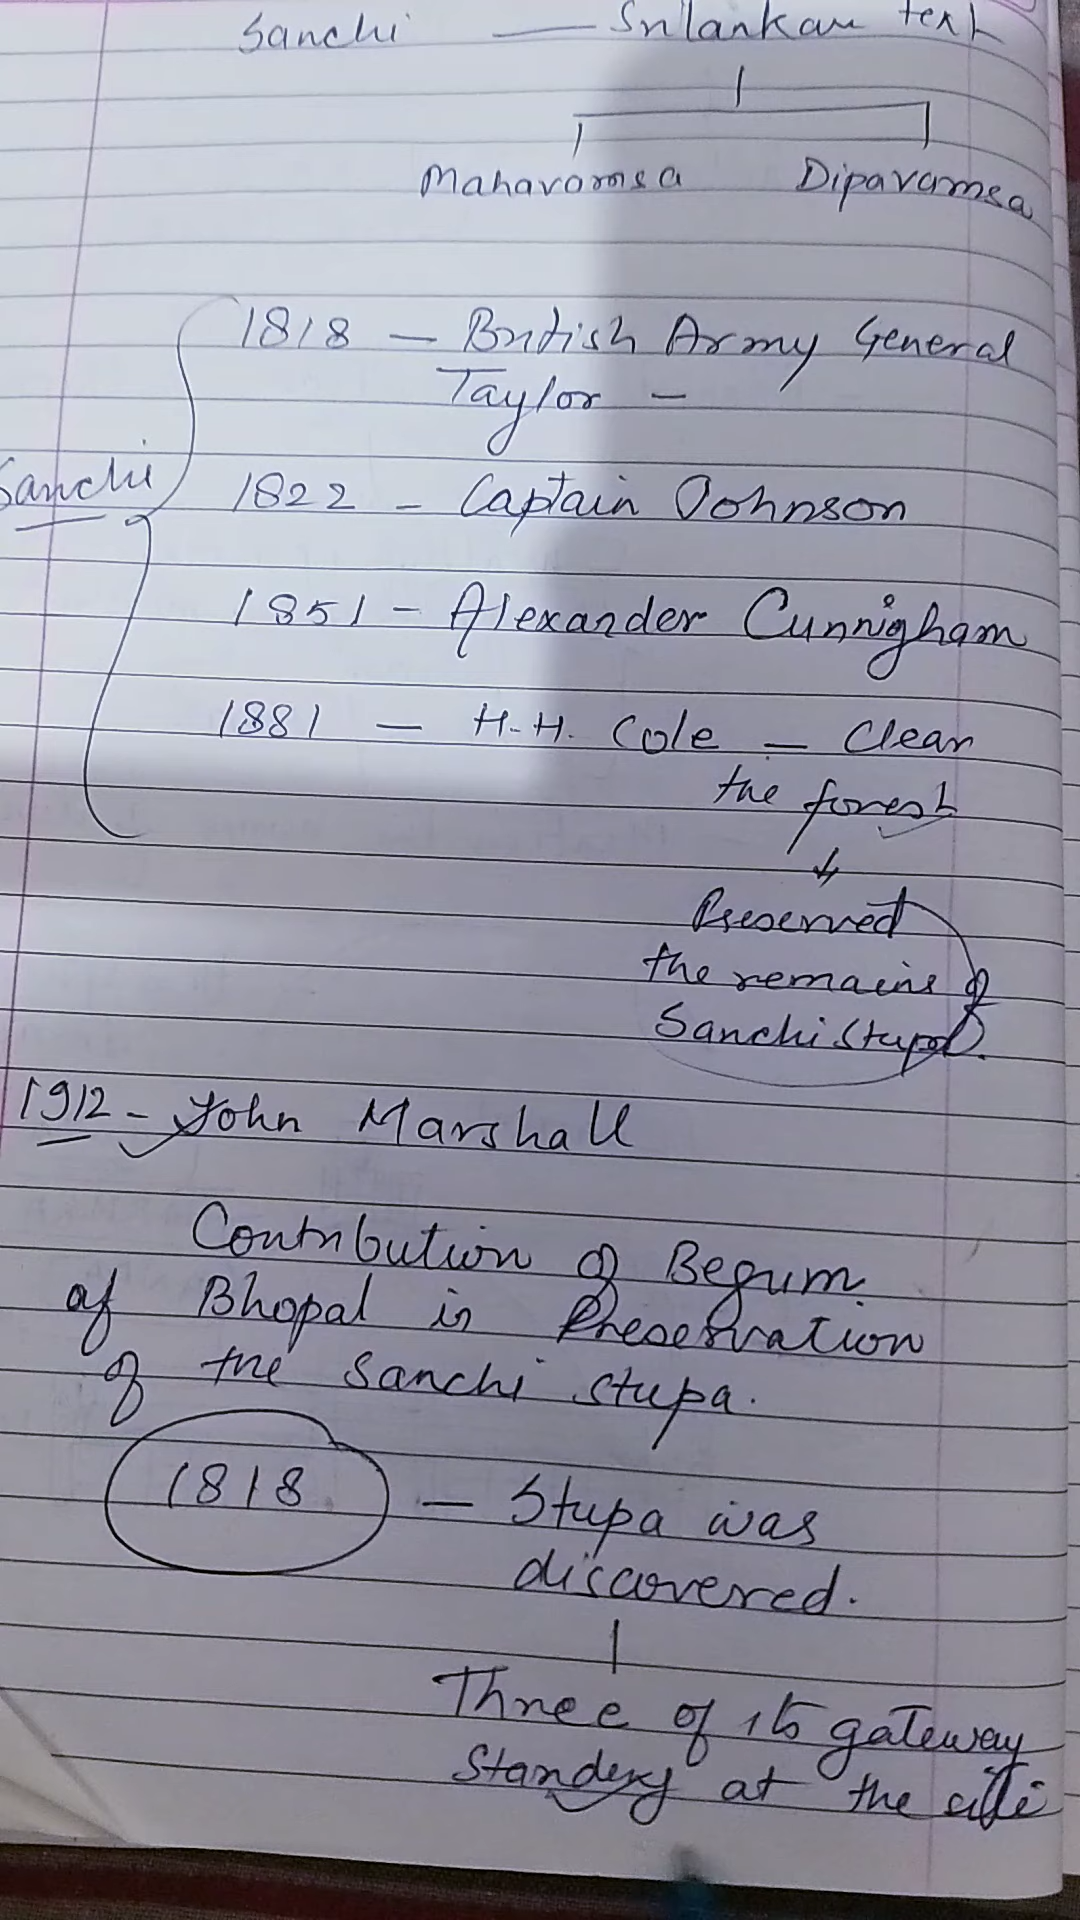 Sanchi — Srilankan text
Mahavamsa Dipavamsa
1818 — British Army General
Taylor —
Sanchi
1822 - Captain Johnson
1851 - Alexander Cunnigham
1881 — H.H. Cole — Clear
the forest
Preserved
the remains of
Sanchi Stupa.
1912 - John Marshall
Contribution of Begum
of Bhopal in Preservation
of the Sanchi stupa.
1818 — Stupa was
discovered.
Three of its gateway
Standing at the site